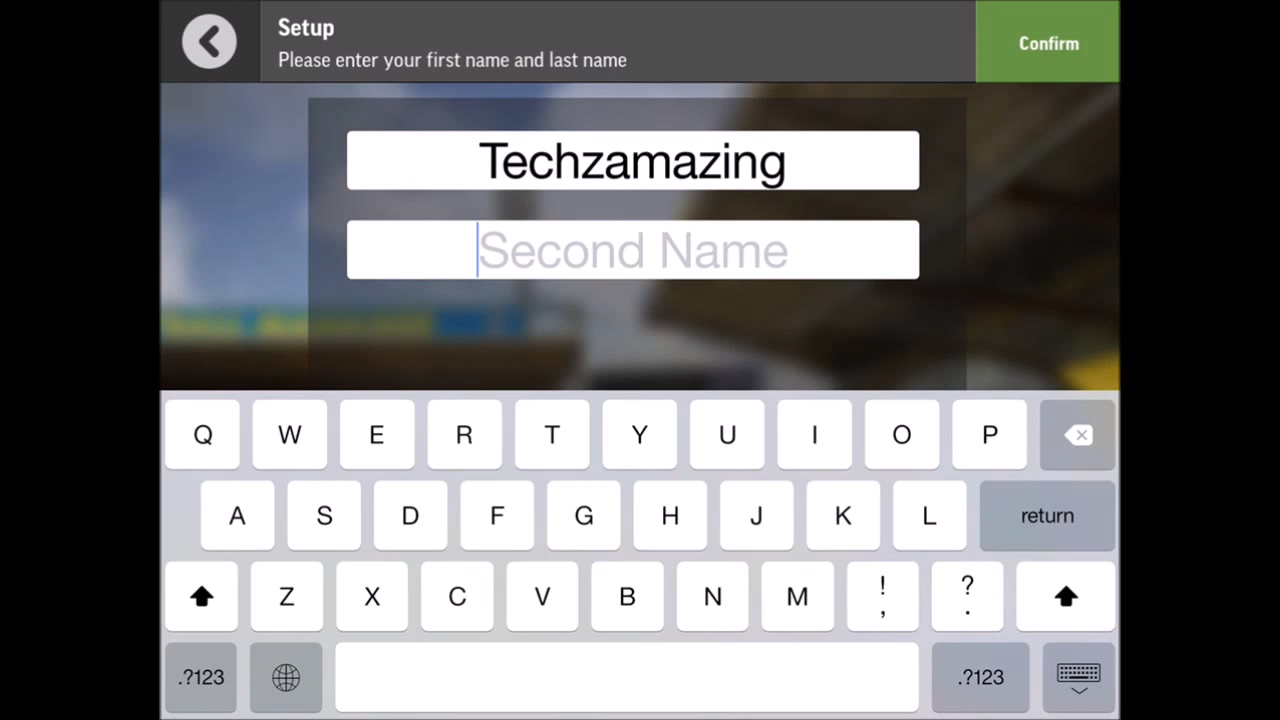 Setup
Please enter your first name and last name
Confirm
Techzamazing
Second Name
Q W E R T Y U I O P
A S D F G H J K L return
Z X C V B N M ! , ? .
.?123 .?123